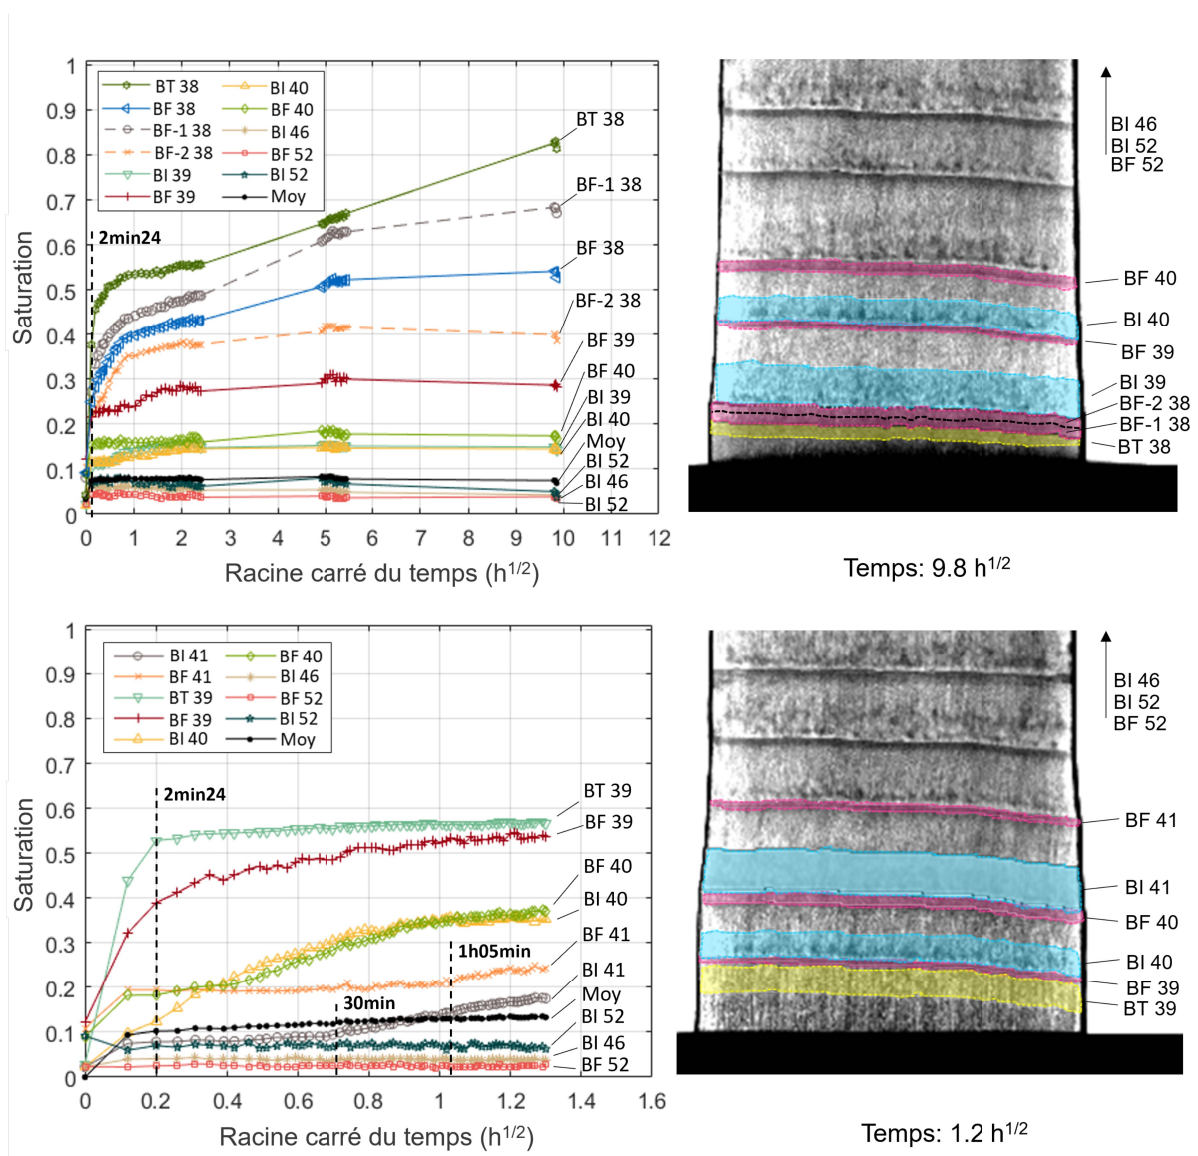 1
0.9
0.8
0.7
0.6
0.5
0.4
0.3
0.2
0.1
0
Saturation
BT 38
BF 38
BF-1 38
BF-2 38
BI 39
BF 39
BI 40
BF 40
BI 46
BF 52
BI 52
Moy
2min24
BT 38
BF-1 38
BF 38
BF-2 38
BF 39
BF 40
BI 39
BI 40
Moy
BI 52
BI 46
BI 52
0 1 2 3 4 5 6 7 8 9 10 11 12
Racine carré du temps (h1/2)
BI 46
BI 52
BF 52
BF 40
BI 40
BF 39
BI 39
BF-2 38
BF-1 38
BT 38
Temps: 9.8 h1/2
1
0.9
0.8
0.7
0.6
0.5
0.4
0.3
0.2
0.1
0
Saturation
BI 41
BF 41
BT 39
BF 39
BI 40
BF 40
BI 46
BF 52
BI 52
Moy
2min24
30min
1h05min
BT 39
BF 39
BF 40
BI 40
BF 41
BI 41
Moy
BI 52
BI 46
BF 52
0 0.2 0.4 0.6 0.8 1 1.2 1.4 1.6
Racine carré du temps (h1/2)
BI 46
BI 52
BF 52
BF 41
BI 41
BF 40
BI 40
BF 39
BT 39
Temps: 1.2 h1/2